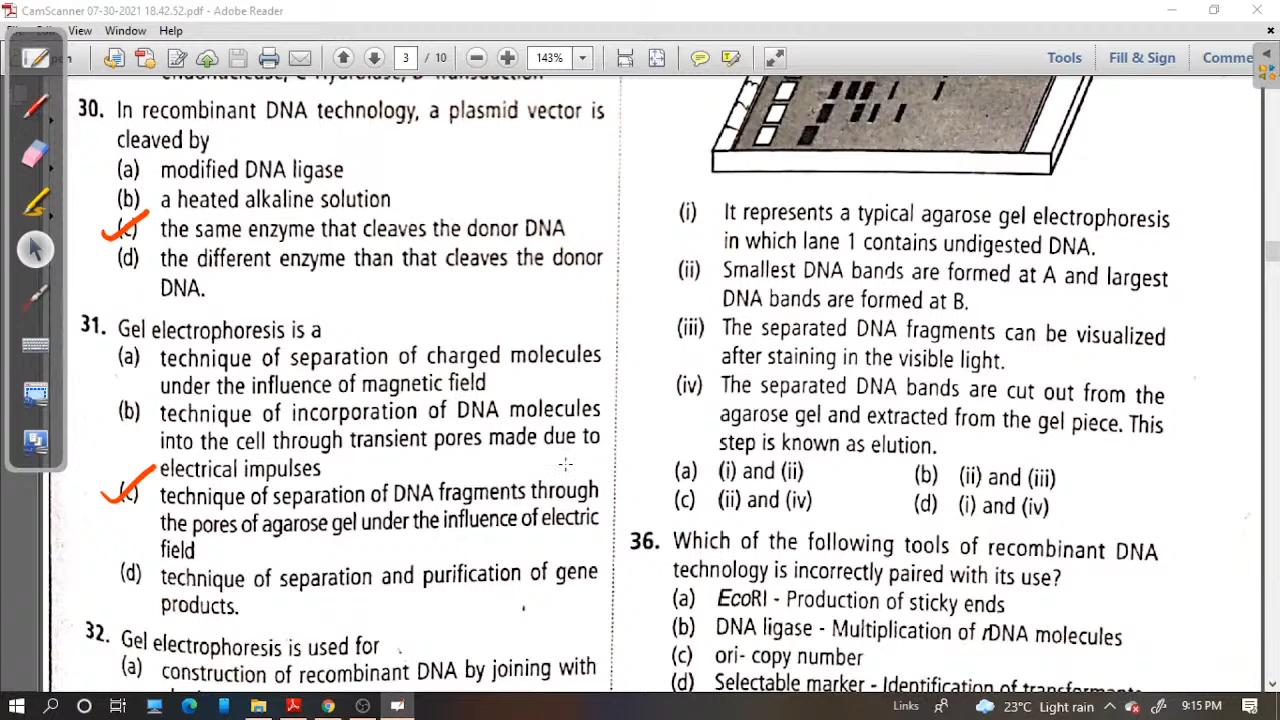 CamScanner 07-30-2021 18.42.52.pdf - Adobe Reader
View Window Help
3 / 10
143%
Tools Fill & Sign Comme
endonuclease, C-Hydrolase, D-Transduction
30. In recombinant DNA technology, a plasmid vector is
cleaved by
(a) modified DNA ligase
(b) a heated alkaline solution
(c) the same enzyme that cleaves the donor DNA
(d) the different enzyme than that cleaves the donor
DNA.
31. Gel electrophoresis is a
(a) technique of separation of charged molecules
under the influence of magnetic field
(b) technique of incorporation of DNA molecules
into the cell through transient pores made due to
electrical impulses
(c) technique of separation of DNA fragments through
the pores of agarose gel under the influence of electric
field
(d) technique of separation and purification of gene
products.
32. Gel electrophoresis is used for
(a) construction of recombinant DNA by joining with
(i) It represents a typical agarose gel electrophoresis
in which lane 1 contains undigested DNA.
(ii) Smallest DNA bands are formed at A and largest
DNA bands are formed at B.
(iii) The separated DNA fragments can be visualized
after staining in the visible light.
(iv) The separated DNA bands are cut out from the
agarose gel and extracted from the gel piece. This
step is known as elution.
(a) (i) and (ii) (b) (ii) and (iii)
(c) (ii) and (iv) (d) (i) and (iv)
36. Which of the following tools of recombinant DNA
technology is incorrectly paired with its use?
(a) EcoRI - Production of sticky ends
(b) DNA ligase - Multiplication of rDNA molecules
(c) ori- copy number
(d) Selectable marker - Identification of transformants
Links 23°C Light rain 9:15 PM